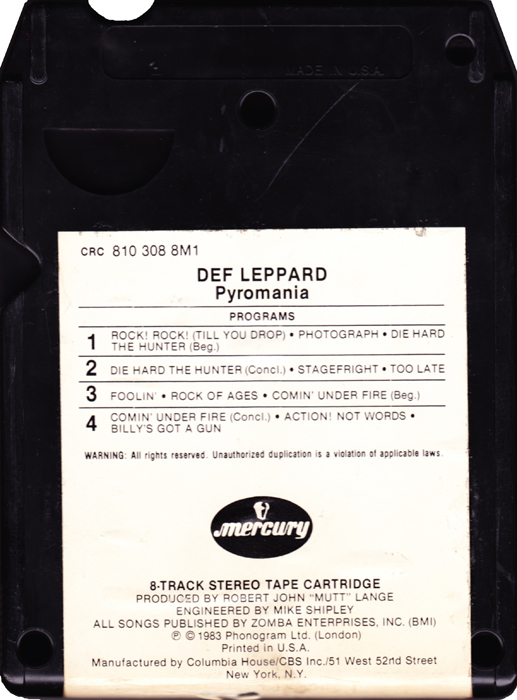 MADE IN U.S.A.
CRC 810 308 8M1
DEF LEPPARD
Pyromania
PROGRAMS
1 ROCK! ROCK! (TILL YOU DROP) • PHOTOGRAPH • DIE HARD
THE HUNTER (Beg.)
2 DIE HARD THE HUNTER (Concl.) • STAGEFRIGHT • TOO LATE
3 FOOLIN' • ROCK OF AGES • COMIN' UNDER FIRE (Beg.)
4 COMIN' UNDER FIRE (Concl.) • ACTION! NOT WORDS •
BILLY'S GOT A GUN
WARNING: All rights reserved. Unauthorized duplication is a violation of applicable laws.
mercury
8-TRACK STEREO TAPE CARTRIDGE
PRODUCED BY ROBERT JOHN "MUTT" LANGE
ENGINEERED BY MIKE SHIPLEY
ALL SONGS PUBLISHED BY ZOMBA ENTERPRISES, INC. (BMI)
℗ © 1983 Phonogram Ltd. (London)
Printed in U.S.A.
Manufactured by Columbia House/CBS Inc./51 West 52nd Street
New York, N.Y.